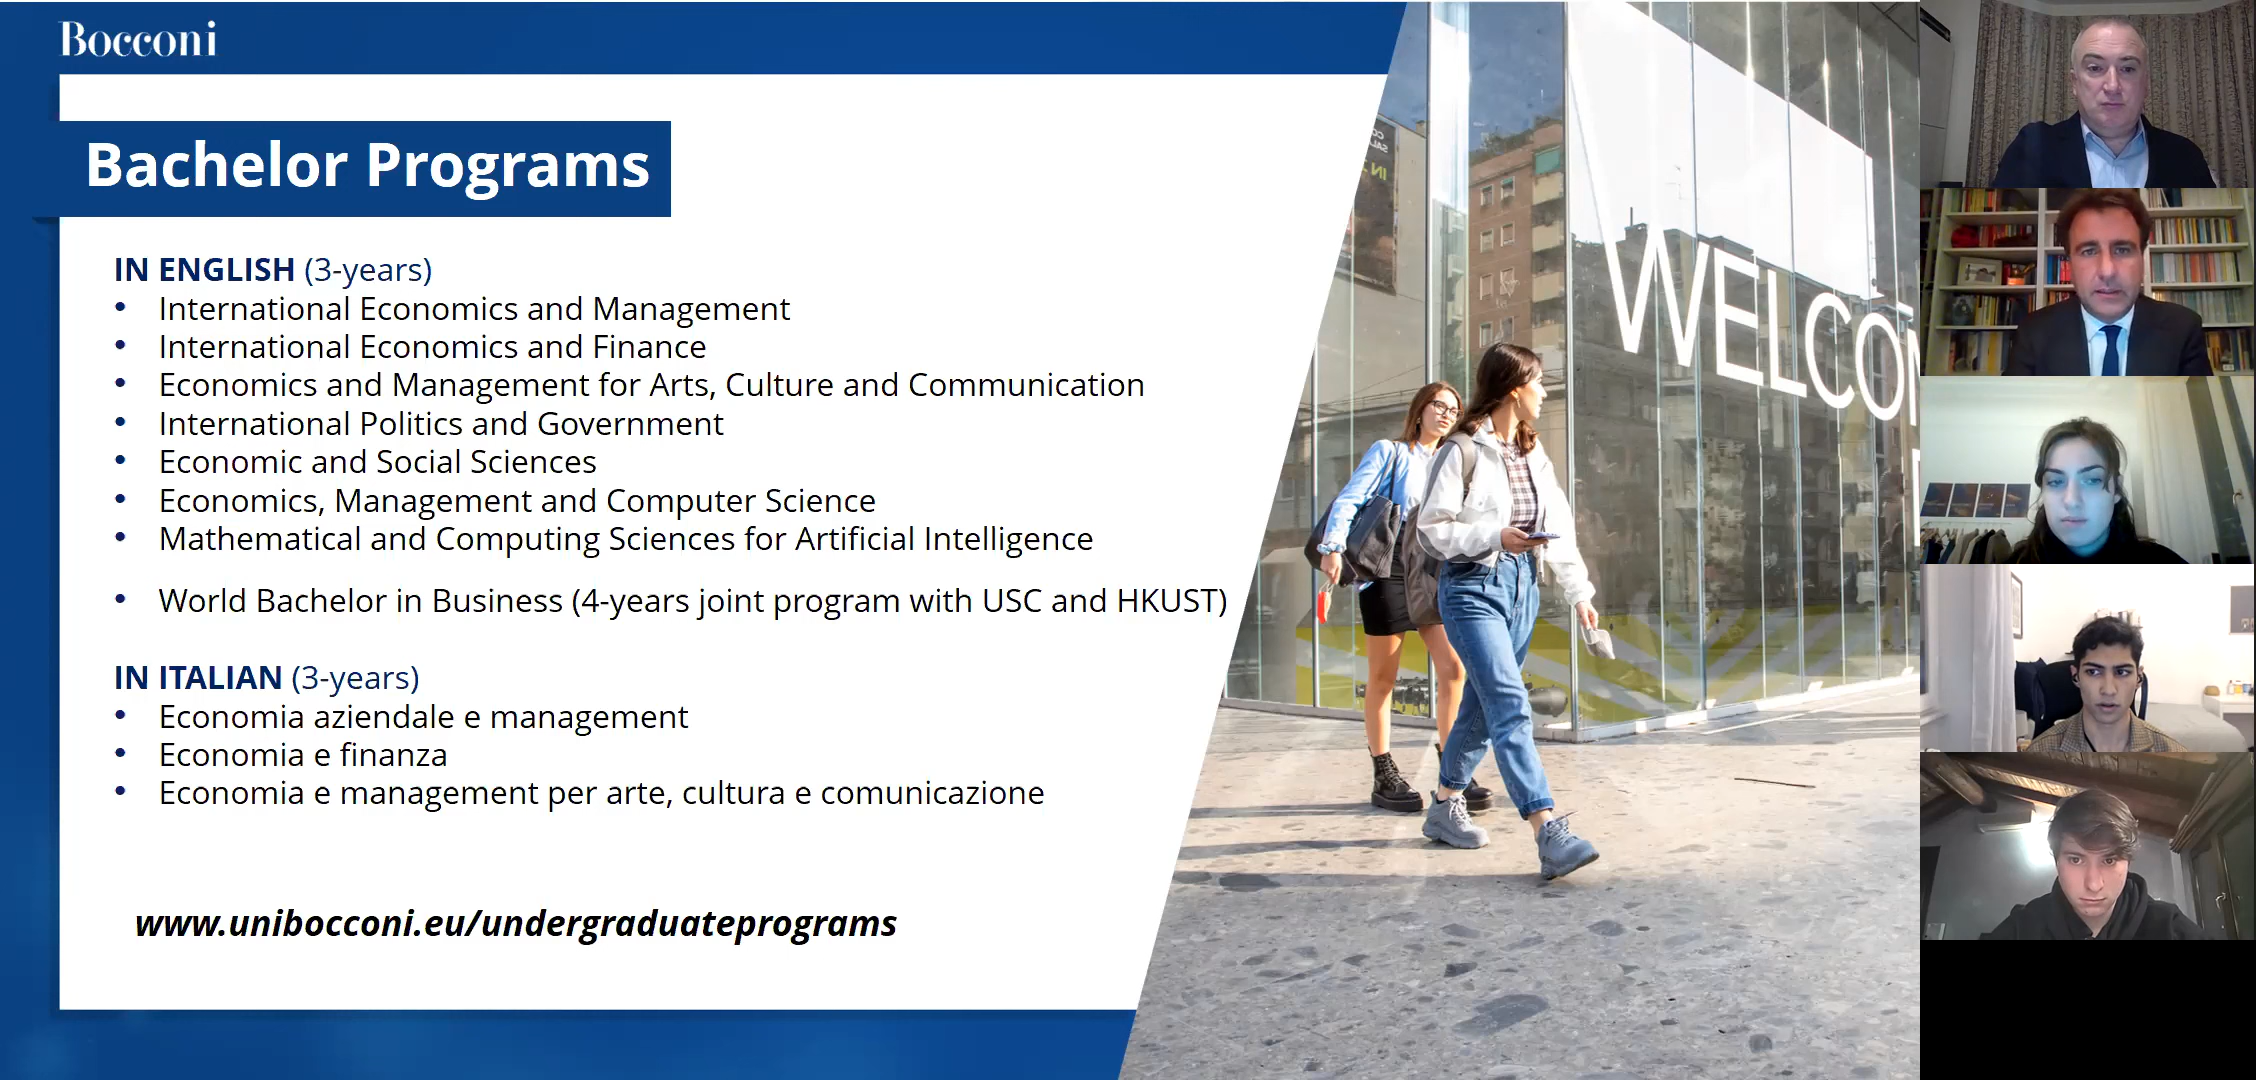 Bocconi
Bachelor Programs
IN ENGLISH (3-years)
• International Economics and Management
• International Economics and Finance
• Economics and Management for Arts, Culture and Communication
• International Politics and Government
• Economic and Social Sciences
• Economics, Management and Computer Science
• Mathematical and Computing Sciences for Artificial Intelligence
• World Bachelor in Business (4-years joint program with USC and HKUST)
IN ITALIAN (3-years)
• Economia aziendale e management
• Economia e finanza
• Economia e management per arte, cultura e comunicazione
www.unibocconi.eu/undergraduateprograms
WELCO